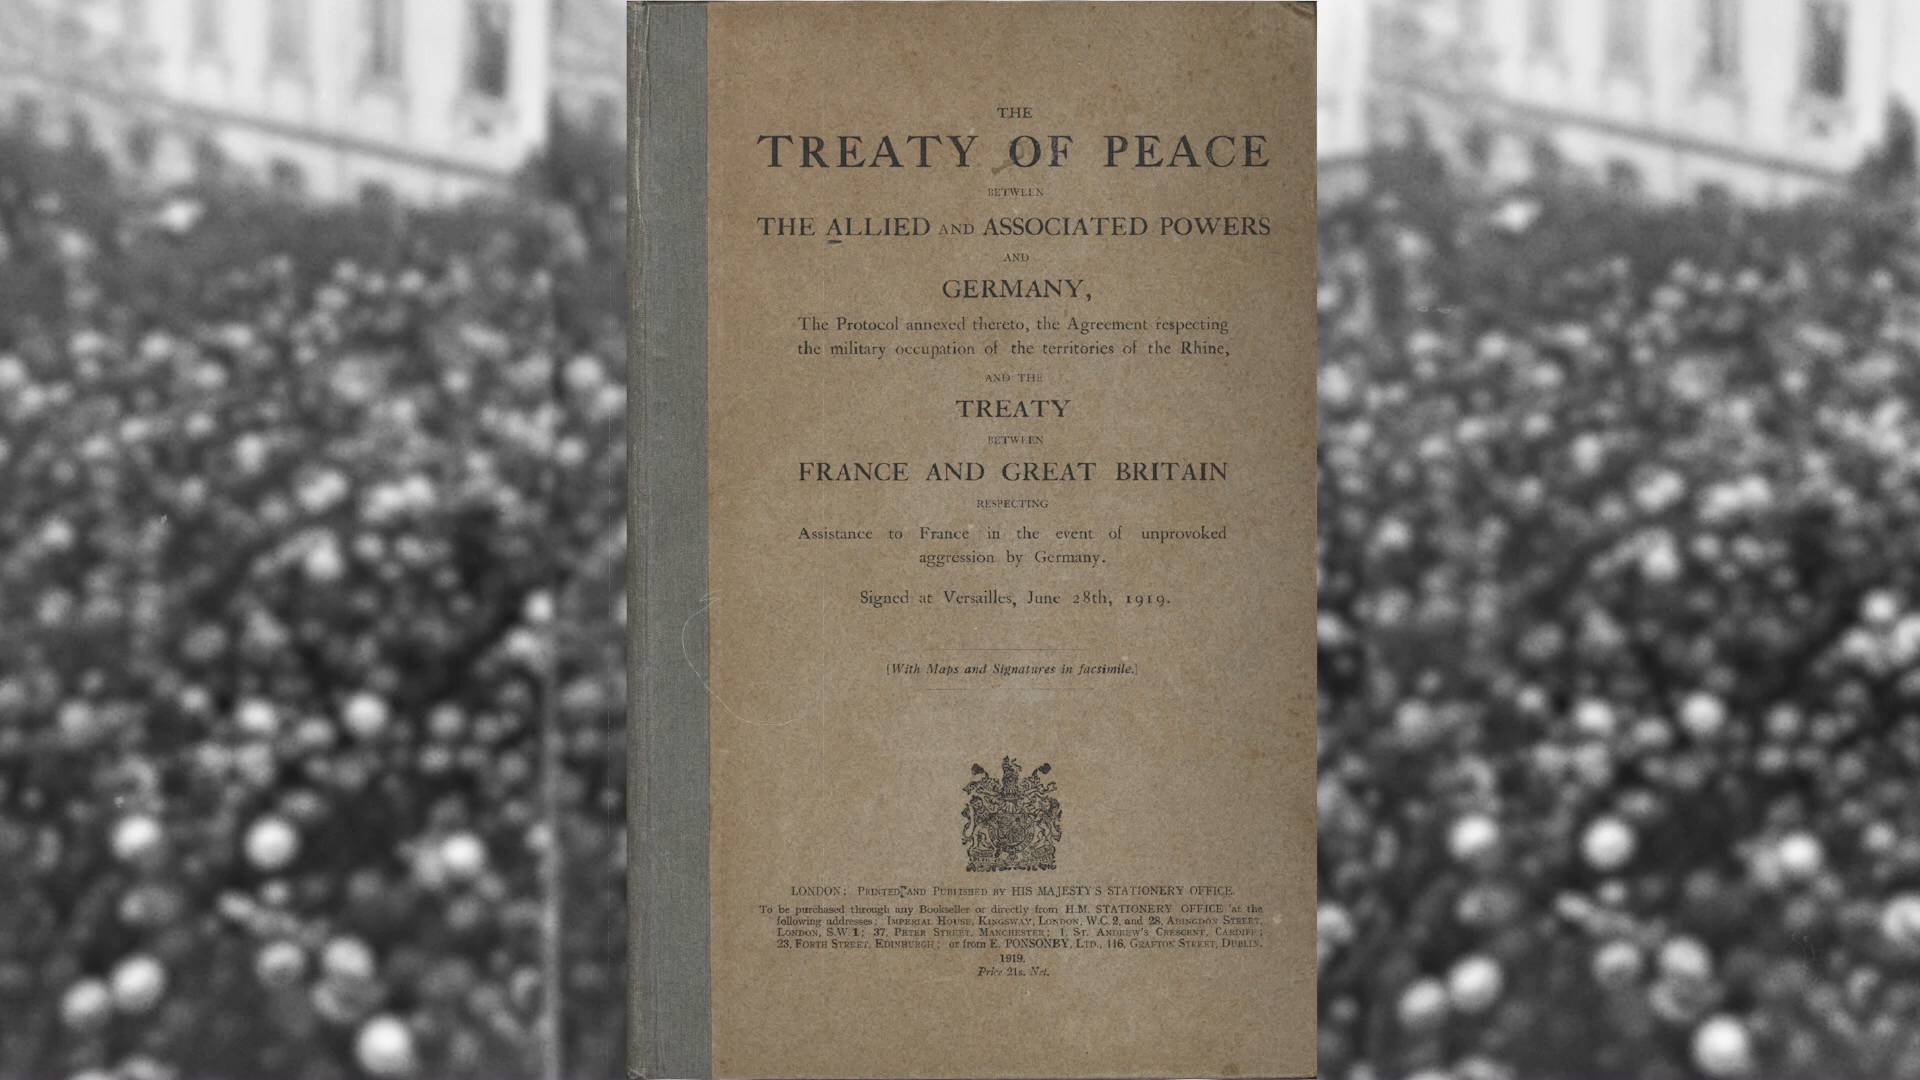 THE
TREATY OF PEACE
BETWEEN
THE ALLIED AND ASSOCIATED POWERS
AND
GERMANY,
The Protocol annexed thereto, the Agreement respecting
the military occupation of the territories of the Rhine,
AND THE
TREATY
BETWEEN
FRANCE AND GREAT BRITAIN
RESPECTING
Assistance to France in the event of unprovoked
aggression by Germany.
Signed at Versailles, June 28th, 1919.
(With Maps and Signatures in facsimile.)
LONDON: PRINTED AND PUBLISHED BY HIS MAJESTY'S STATIONERY OFFICE.
To be purchased through any Bookseller or directly from H.M. STATIONERY OFFICE at the
following addresses: IMPERIAL HOUSE, KINGSWAY, LONDON, W.C. 2, and 28, ABINGDON STREET,
LONDON, S.W. 1; 37, PETER STREET, MANCHESTER; 1, ST. ANDREW'S CRESCENT, CARDIFF;
23, FORTH STREET, EDINBURGH; or from E. PONSONBY, LTD., 116, GRAFTON STREET, DUBLIN.
1919.
Price 21s. Net.